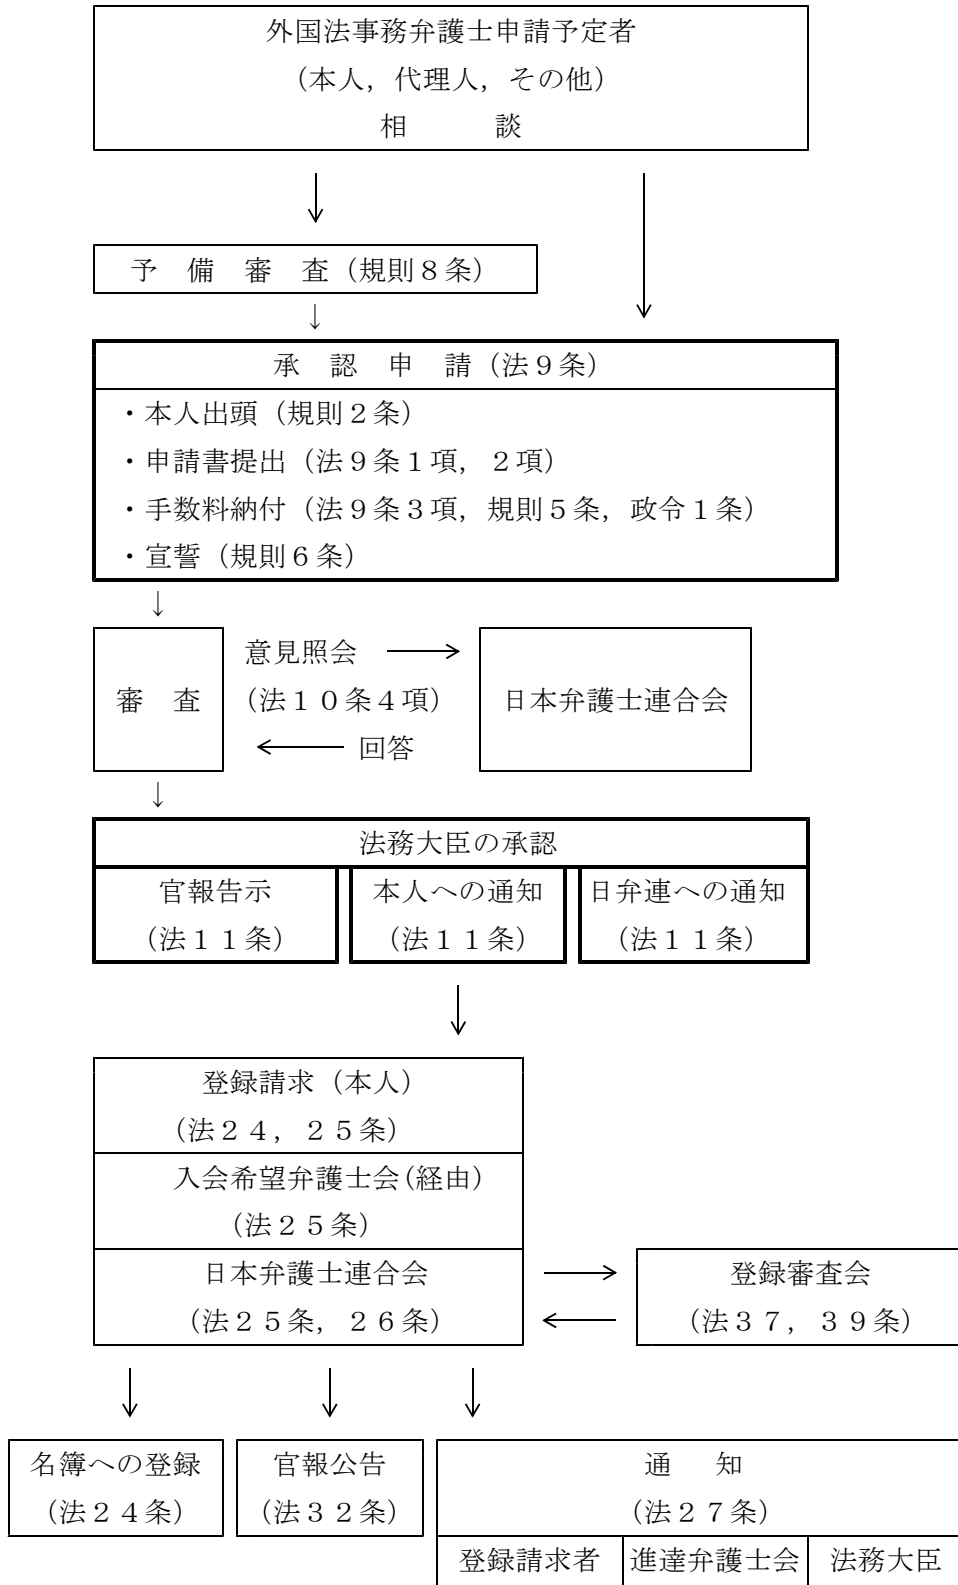 外国法事務弁護士申請予定者
（本人，代理人，その他）
相　　　談
↓
↓
予　備　審　査（規則８条）
↓
承　認　申　請（法９条）
・本人出頭（規則２条）
・申請書提出（法９条１項，２項）
・手数料納付（法９条３項，規則５条，政令１条）
・宣誓（規則６条）
↓
審　査
意見照会　→
（法１０条４項）
←　回答
日本弁護士連合会
↓
法務大臣の承認
官報告示
（法１１条）
本人への通知
（法１１条）
日弁連への通知
（法１１条）
↓
登録請求（本人）
（法２４，２５条）
入会希望弁護士会(経由)
（法２５条）
日本弁護士連合会
（法２５条，２６条）
→
←
登録審査会
（法３７，３９条）
↓
↓
↓
名簿への登録
（法２４条）
官報公告
（法３２条）
通　知
（法２７条）
登録請求者
進達弁護士会
法務大臣